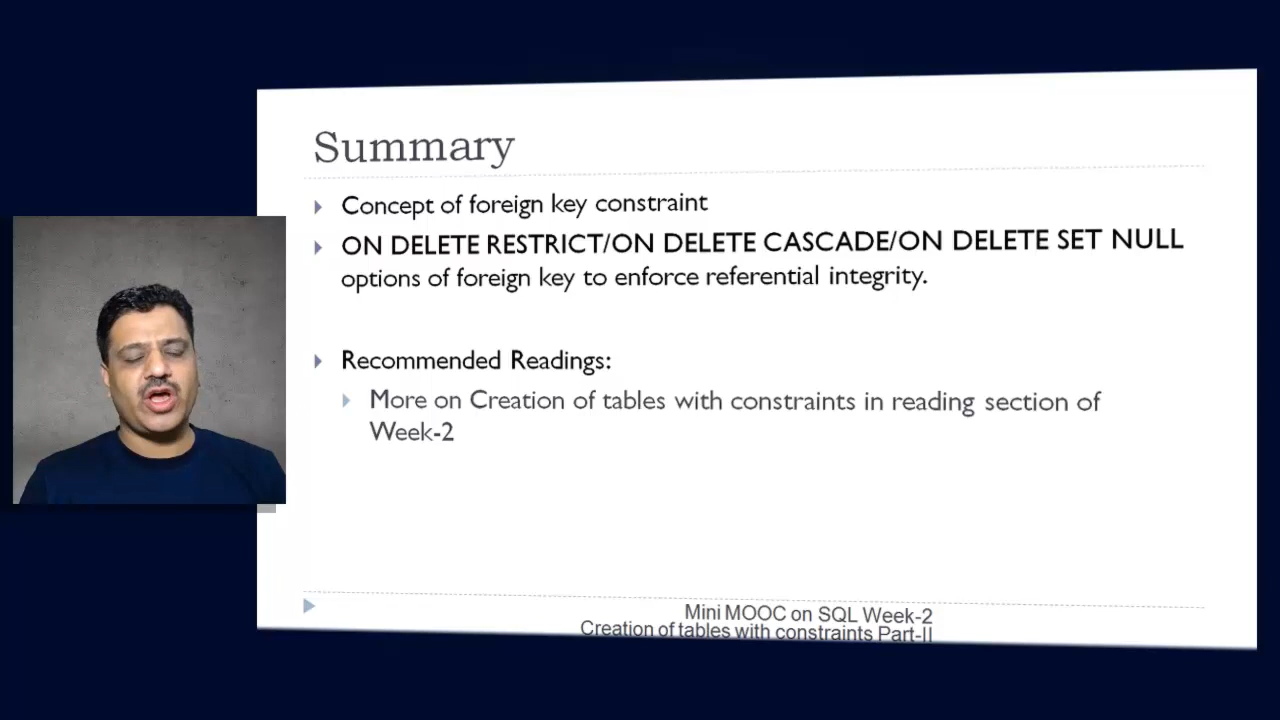 Summary
Concept of foreign key constraint
ON DELETE RESTRICT/ON DELETE CASCADE/ON DELETE SET NULL
options of foreign key to enforce referential integrity.
Recommended Readings:
More on Creation of tables with constraints in reading section of
Week-2
Mini MOOC on SQL Week-2
Creation of tables with constraints Part-II